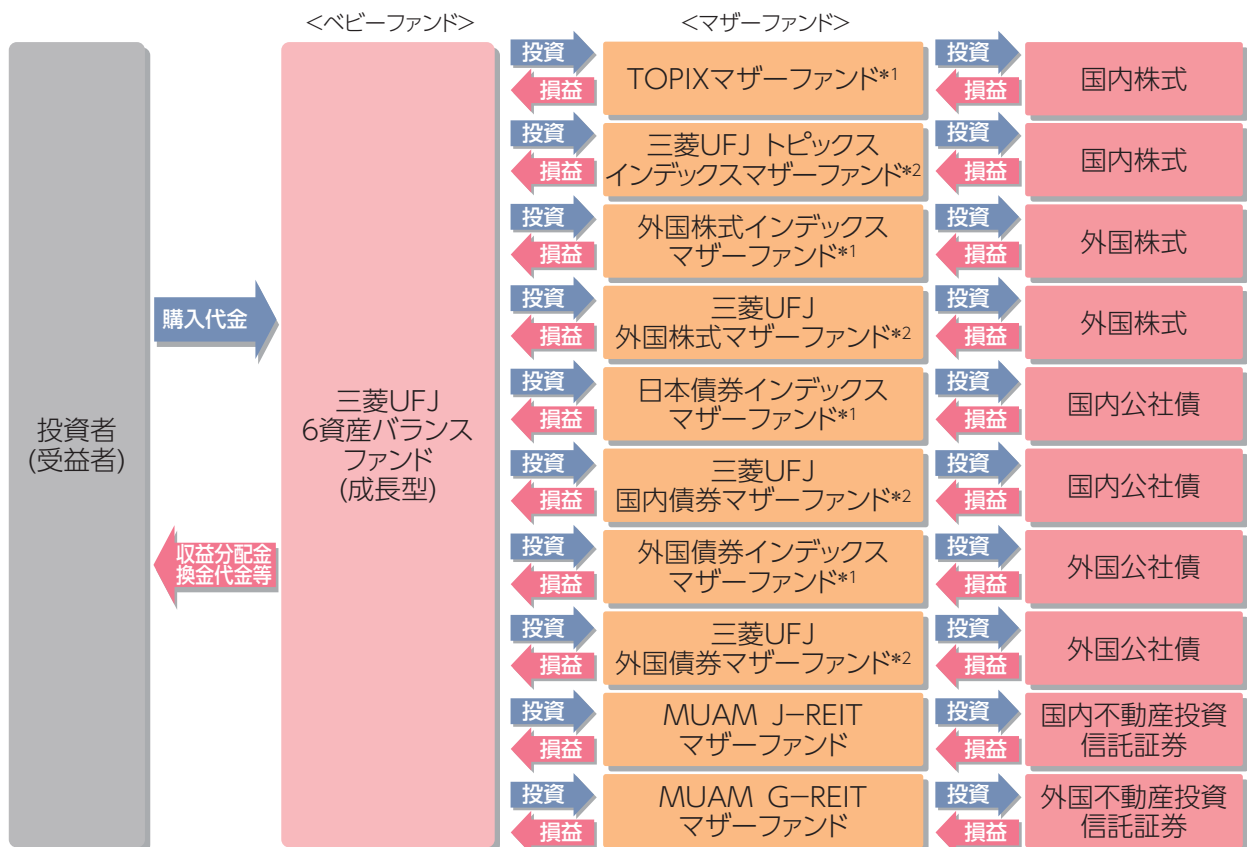 <ベビーファンド>
<マザーファンド>
投資者
(受益者)
購入代金
収益分配金
換金代金等
三菱UFJ
6資産バランス
ファンド
(成長型)
投資
損益
TOPIXマザーファンド*1
投資
損益
国内株式
投資
損益
三菱UFJ トピックス
インデックスマザーファンド*2
投資
損益
国内株式
投資
損益
外国株式インデックス
マザーファンド*1
投資
損益
外国株式
投資
損益
三菱UFJ
外国株式マザーファンド*2
投資
損益
外国株式
投資
損益
日本債券インデックス
マザーファンド*1
投資
損益
国内公社債
投資
損益
三菱UFJ
国内債券マザーファンド*2
投資
損益
国内公社債
投資
損益
外国債券インデックス
マザーファンド*1
投資
損益
外国公社債
投資
損益
三菱UFJ
外国債券マザーファンド*2
投資
損益
外国公社債
投資
損益
MUAM J−REIT
マザーファンド
投資
損益
国内不動産投資
信託証券
投資
損益
MUAM G−REIT
マザーファンド
投資
損益
外国不動産投資
信託証券